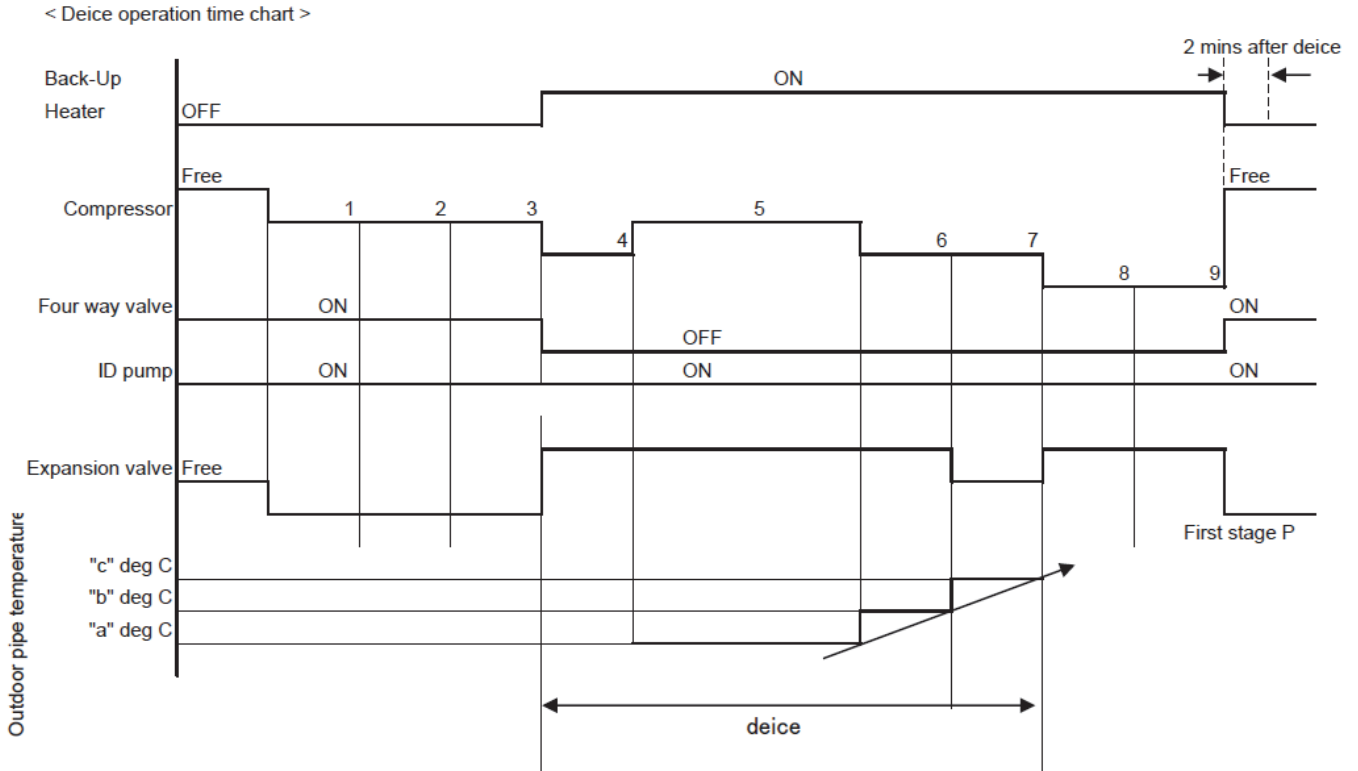 < Deice operation time chart >
2 mins after deice
Back-Up
Heater
ON
OFF
Free
Free
Compressor
1
2
3
4
5
6
7
8
9
Four way valve
ON
OFF
ON
ID pump
ON
ON
ON
Expansion valve
Free
First stage P
Outdoor pipe temperature
"c" deg C
"b" deg C
"a" deg C
deice